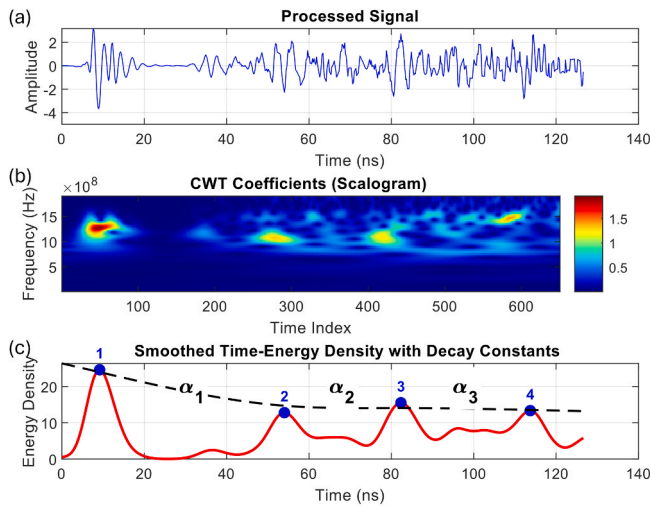 (a)
Processed Signal
Amplitude
2
0
-2
-4
0 20 40 60 80 100 120 140
Time (ns)
(b)
×10⁸
CWT Coefficients (Scalogram)
Frequency (Hz)
15
10
5
100 200 300 400 500 600
Time Index
1.5
1
0.5
(c)
Smoothed Time-Energy Density with Decay Constants
Energy Density
20
10
0
1
α₁
2
α₂
3
α₃
4
0 20 40 60 80 100 120 140
Time (ns)